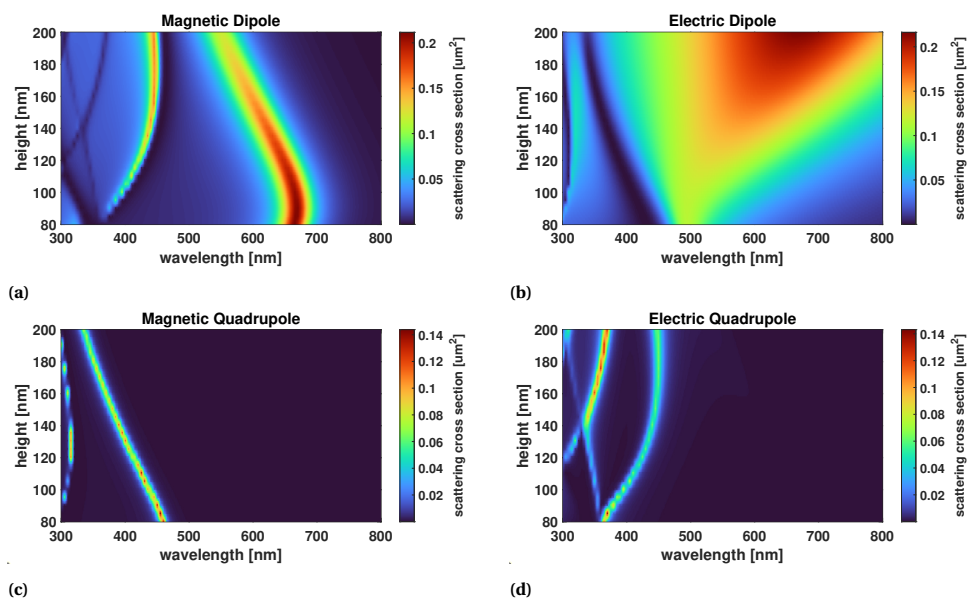 Magnetic Dipole
200
180
160
140
120
100
80
height [nm]
300 400 500 600 700 800
wavelength [nm]
0.2
0.15
0.1
0.05
scattering cross section [um²]
(a)
Electric Dipole
200
180
160
140
120
100
80
height [nm]
300 400 500 600 700 800
wavelength [nm]
0.2
0.15
0.1
0.05
scattering cross section [um²]
(b)
Magnetic Quadrupole
200
180
160
140
120
100
80
height [nm]
300 400 500 600 700 800
wavelength [nm]
0.14
0.12
0.1
0.08
0.06
0.04
0.02
scattering cross section [um²]
(c)
Electric Quadrupole
200
180
160
140
120
100
80
height [nm]
300 400 500 600 700 800
wavelength [nm]
0.14
0.12
0.1
0.08
0.06
0.04
0.02
scattering cross section [um²]
(d)